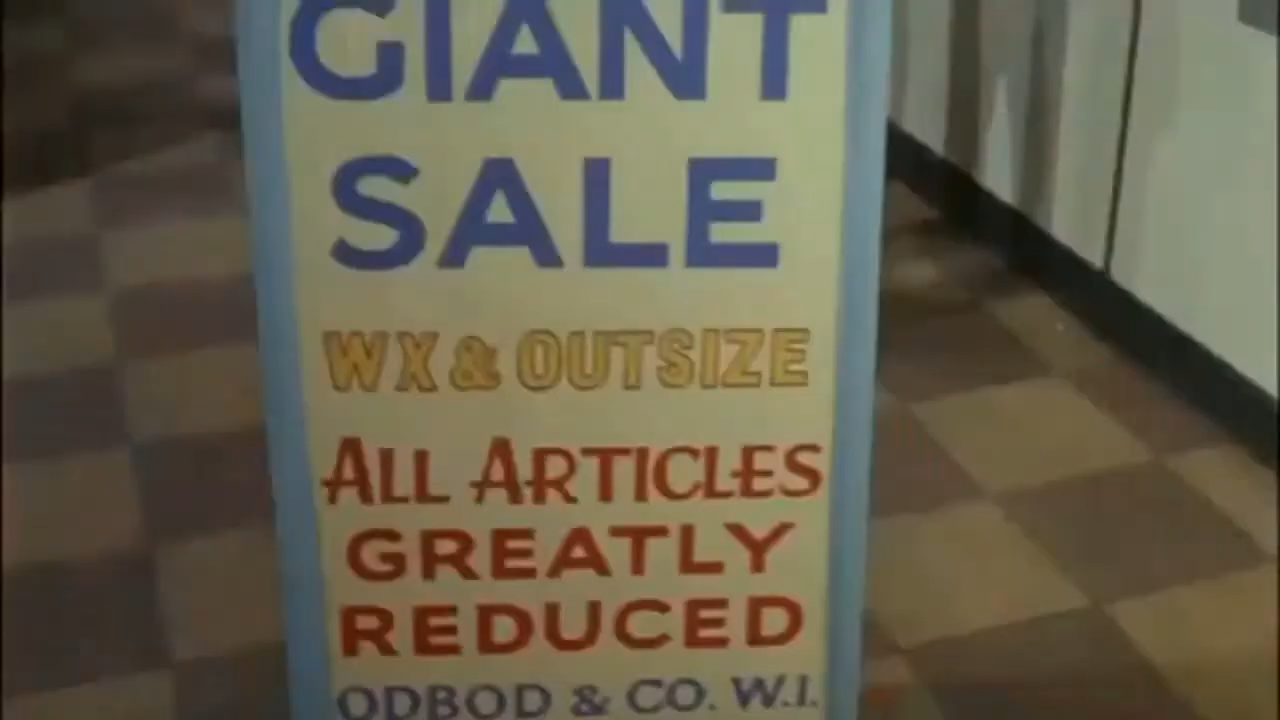 GIANT
SALE
WX & OUTSIZE
ALL ARTICLES
GREATLY
REDUCED
ODBOD & CO. W.I.